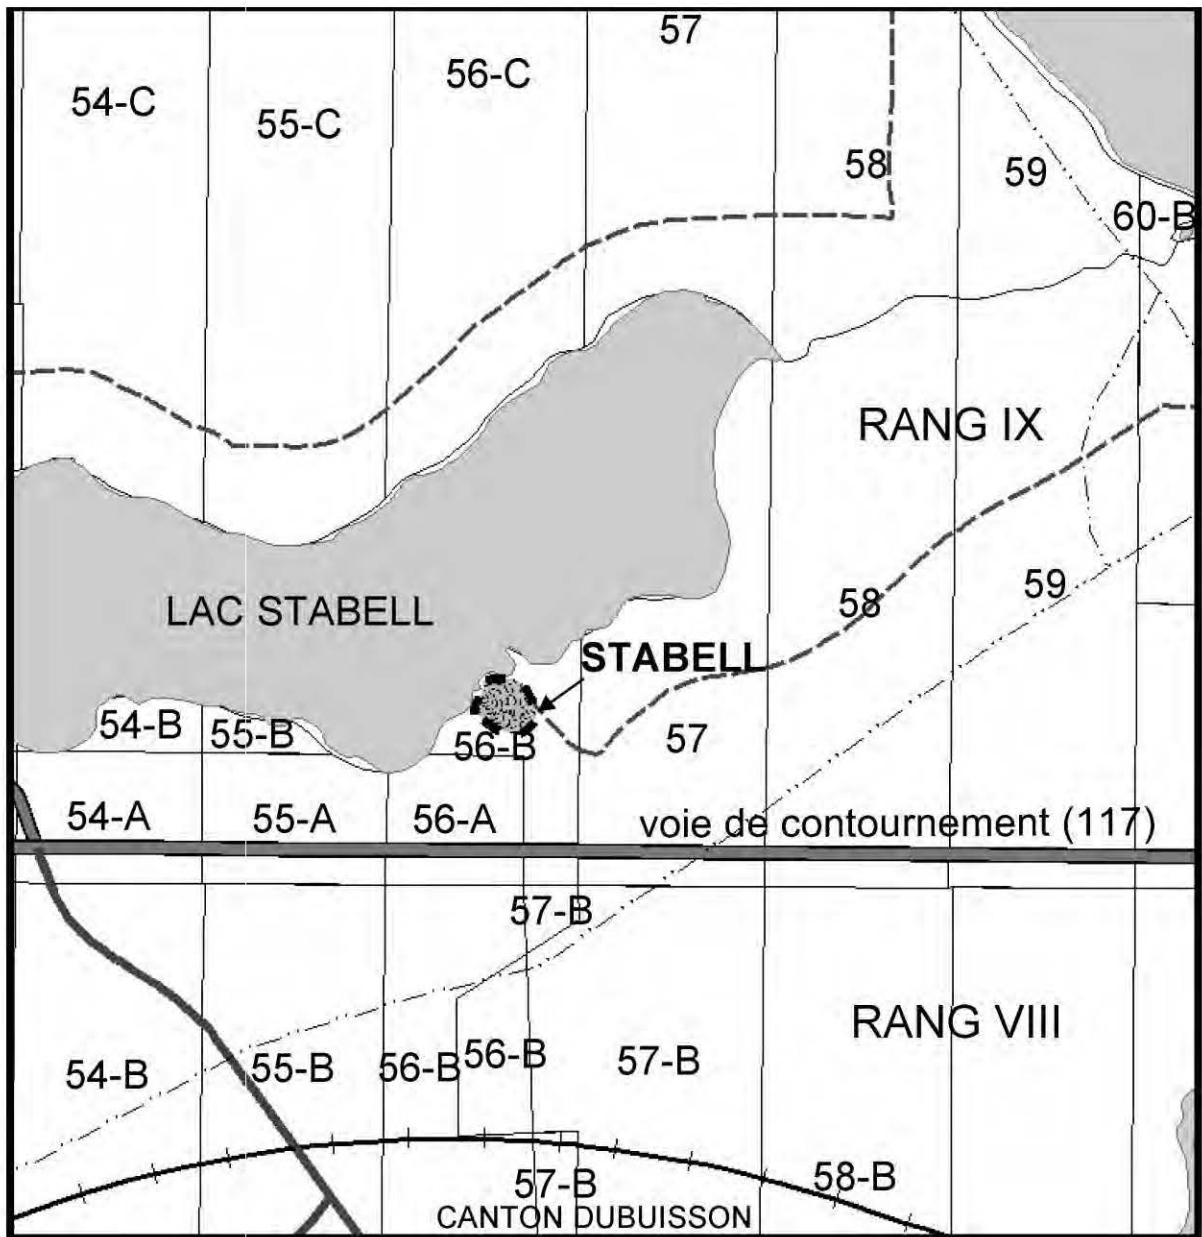 57
54-C
55-C
56-C
58
59
60-B
RANG IX
LAC STABELL
58
59
STABELL
54-B
55-B
56-B
57
54-A
55-A
56-A
voie de contournement (117)
57-B
RANG VIII
54-B
55-B
56-B
56-B
57-B
57-B
58-B
CANTON DUBUISSON